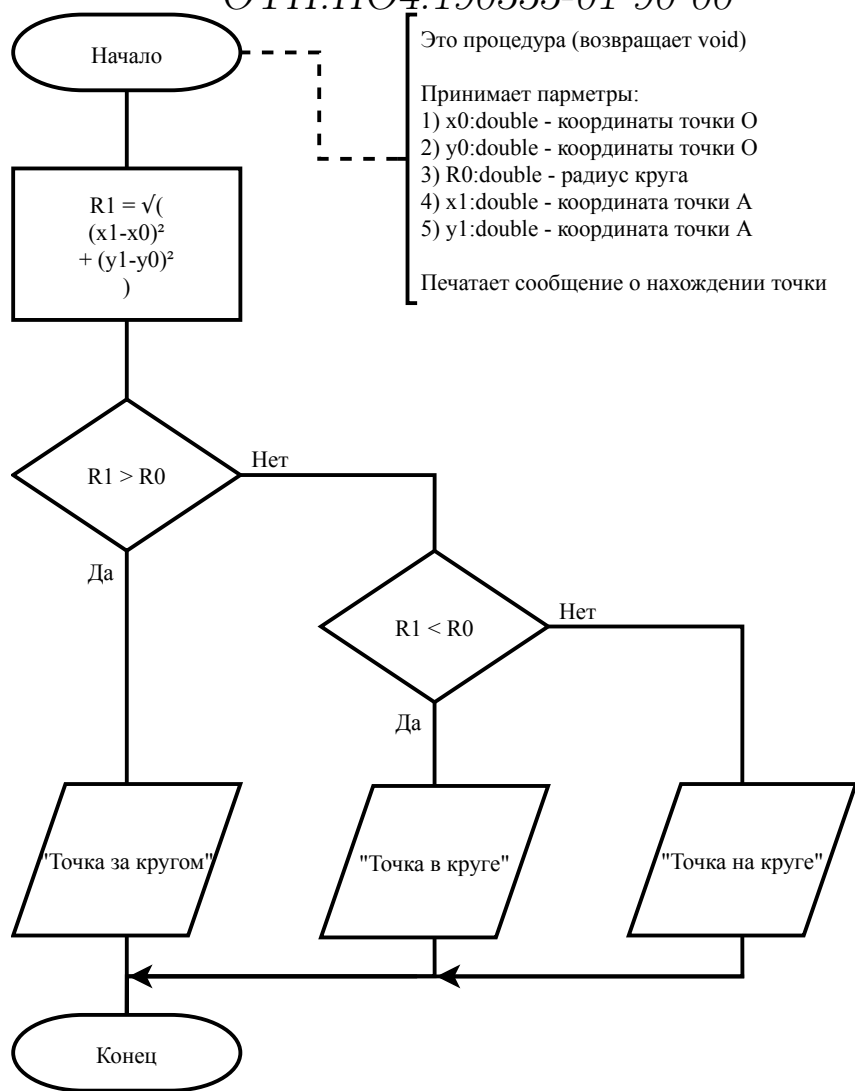 Начало
Это процедура (возвращает void)
Принимает парметры:
1) x0:double - координаты точки O
2) y0:double - координаты точки O
3) R0:double - радиус круга
4) x1:double - координата точки A
5) y1:double - координата точки A
Печатает сообщение о нахождении точки
R1 = √(
(x1-x0)²
+ (y1-y0)²
)
R1 > R0
Нет
Да
R1 < R0
Нет
Да
"Точка за кругом"
"Точка в круге"
"Точка на круге"
Конец